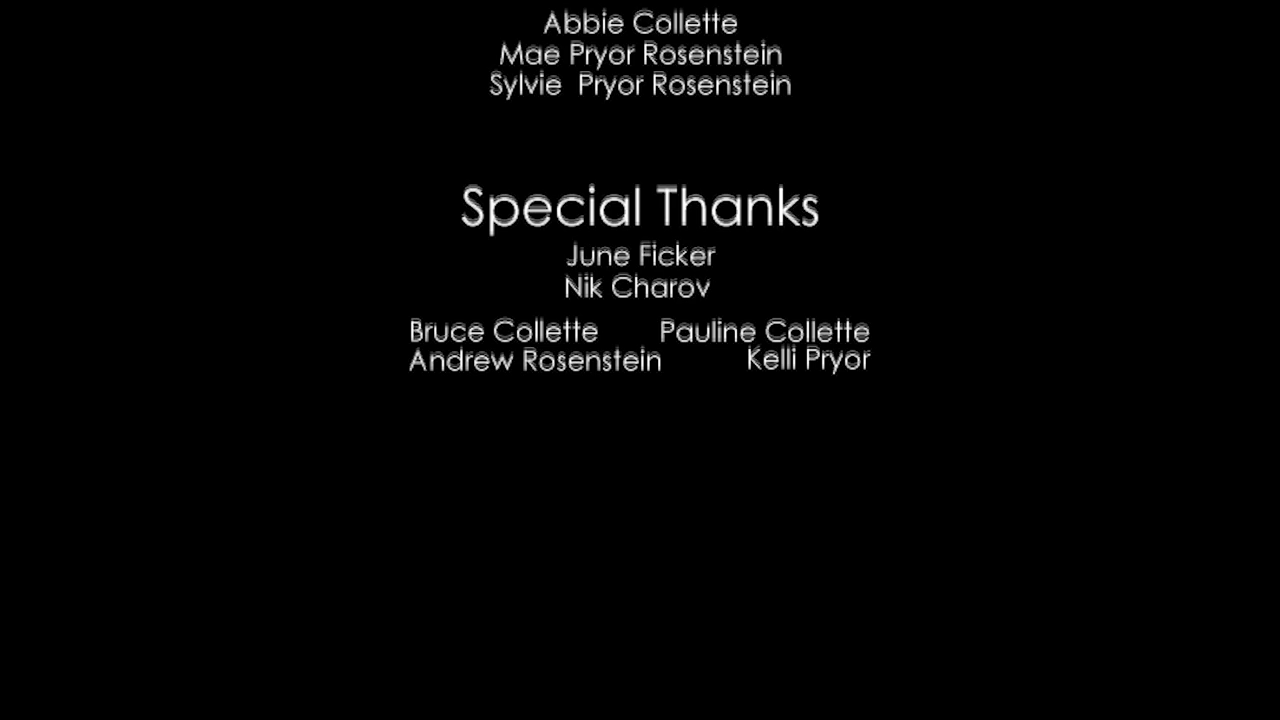 Abbie Collette
Mae Pryor Rosenstein
Sylvie Pryor Rosenstein
Special Thanks
June Ficker
Nik Charov
Bruce Collette Pauline Collette
Andrew Rosenstein Kelli Pryor